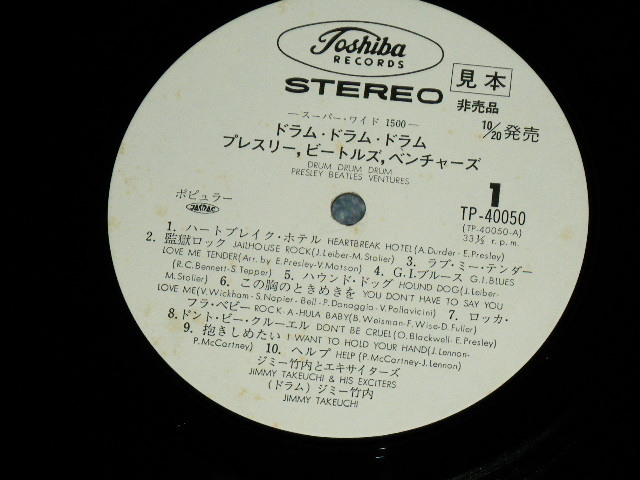 Toshiba
RECORDS
STEREO
見本
非売品
10/20 発売
—スーパー・ワイド 1500—
ドラム・ドラム・ドラム
プレスリー, ビートルズ, ベンチャーズ
DRUM DRUM DRUM
PRESLEY BEATLES VENTURES
ポピュラー
JASRAC
1
TP-40050
(TP-40050-A)
33⅓ r.p.m.
1. ハートブレイク・ホテル HEARTBREAK HOTEL(A.Durder-E.Presley)
2. 監獄ロック JAILHOUSE ROCK(J.Leiber-M.Stolier) 3. ラブ・ミー・テンダー
LOVE ME TENDER(Arr. by E.Presley-V.Matson) 4. G.I.ブルース G.I.BLUES
(R.C.Bennett-S.Tepper) 5. ハウンド・ドッグ HOUND DOG(J.Leiber-
M.Stolier) 6. この胸のときめきを YOU DON'T HAVE TO SAY YOU
LOVE ME(V.Wickham-S.Napier-Bell-P.Donaggia-V.Pallavicini) 7. ロッカ・
フラ・ベビー ROCK-A-HULA BABY(B.Weisman-F.Wise-D.Fuller)
8. ドント・ビー・クルーエル DON'T BE CRUEL(O.Blackwell-E.Presley)
9. 抱きしめたい I WANT TO HOLD YOUR HAND(J.Lennon-
P.McCartney) 10. ヘルプ HELP (P.McCartney-J.Lennon)
ジミー竹内とエキサイターズ
JIMMY TAKEUCHI & HIS EXCITERS
(ドラム) ジミー竹内
JIMMY TAKEUCHI